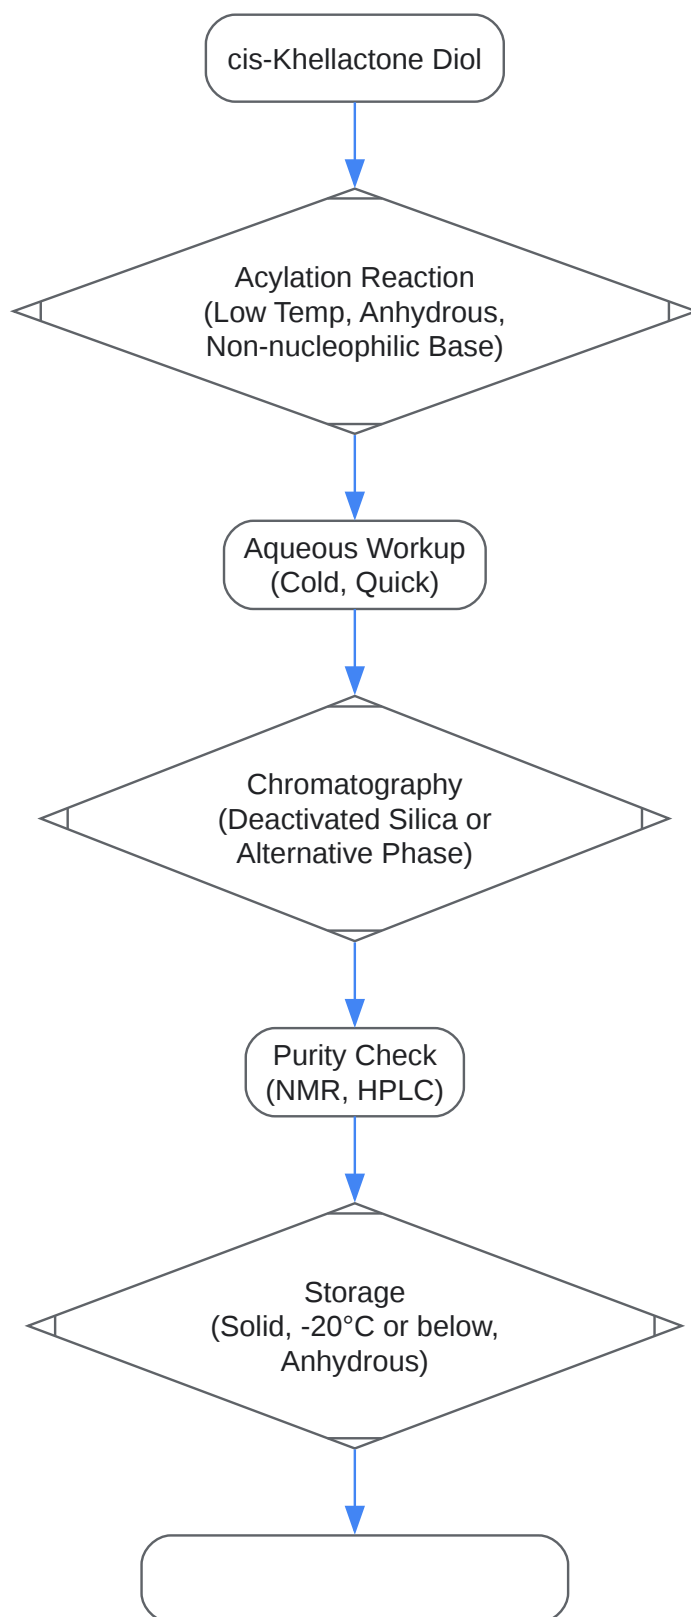 cis-Khellactone Diol
Acylation Reaction
(Low Temp, Anhydrous,
Non-nucleophilic Base)
Aqueous Workup
(Cold, Quick)
Chromatography
(Deactivated Silica or
Alternative Phase)
Purity Check
(NMR, HPLC)
Storage
(Solid, -20°C or below,
Anhydrous)